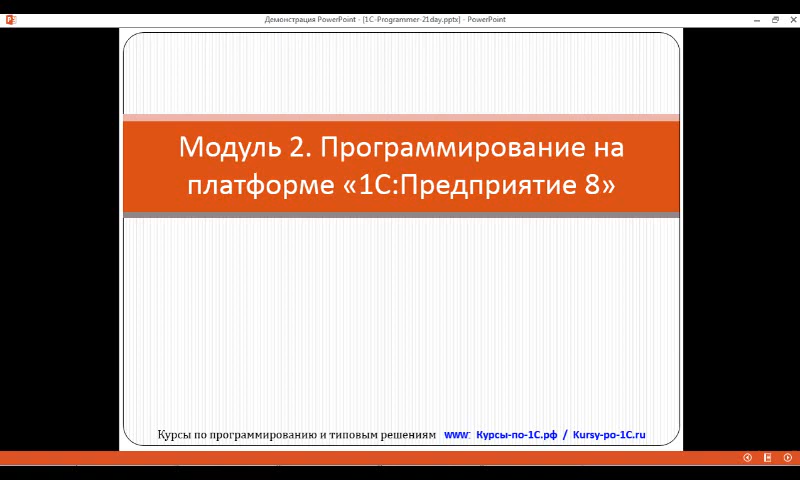 Демонстрация PowerPoint - [1C-Programmer-21day.pptx] - PowerPoint
Модуль 2. Программирование на
платформе «1С:Предприятие 8»
Курсы по программированию и типовым решениям www: Курсы-по-1С.рф / Kursy-po-1C.ru